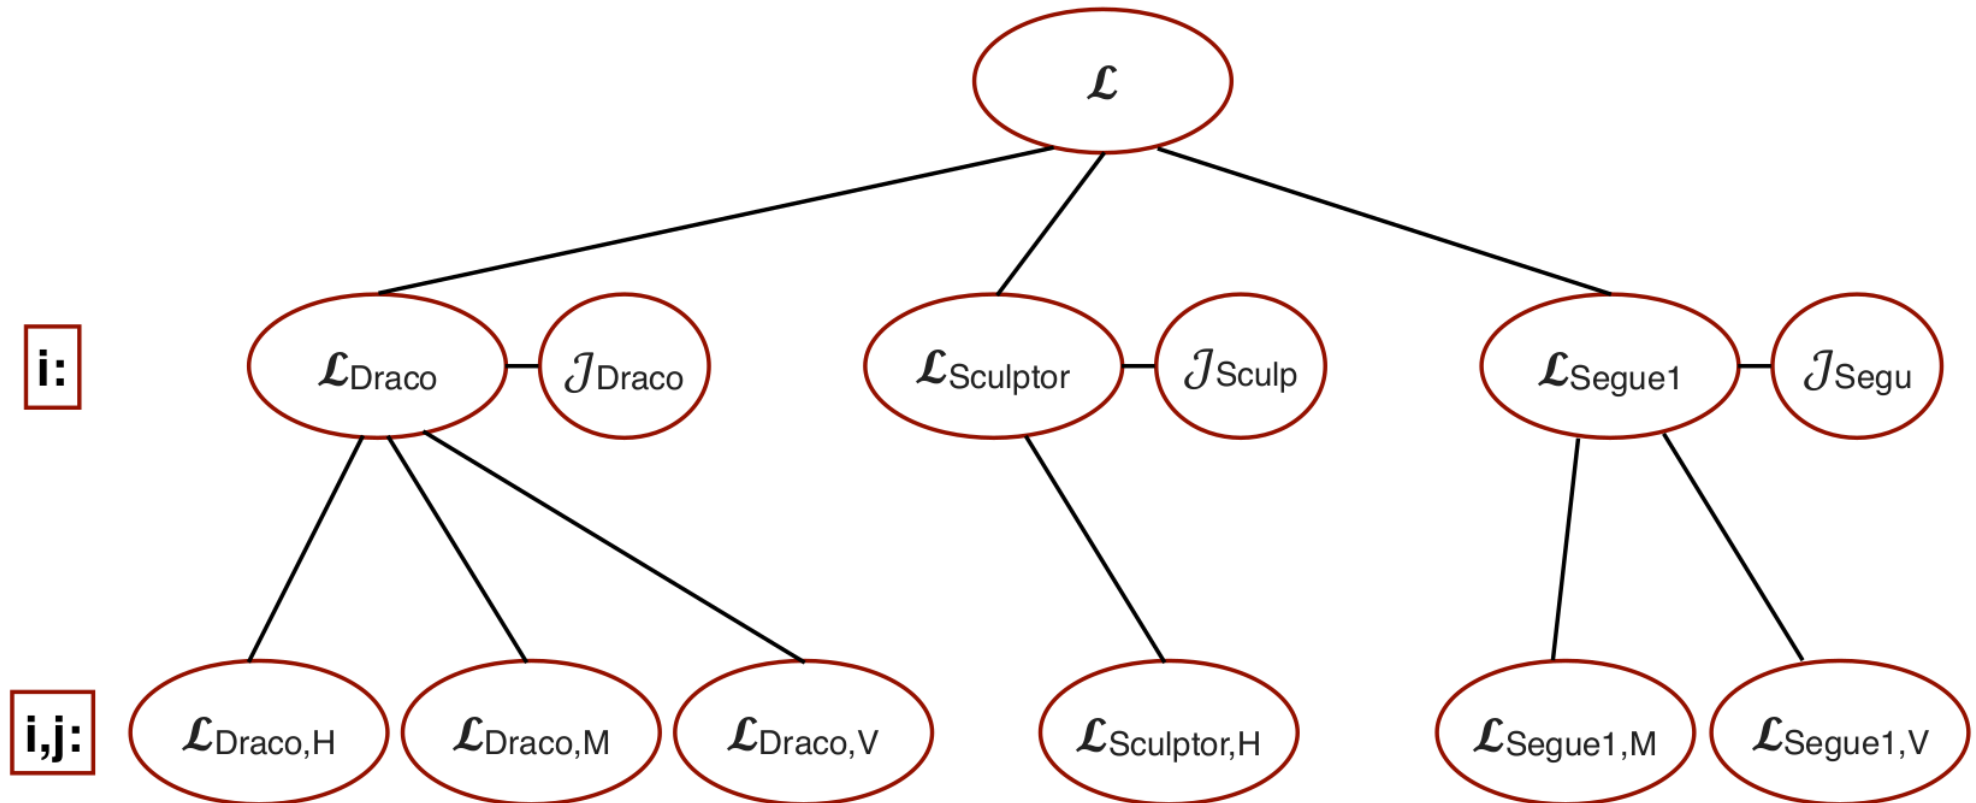 ℒ
i: ℒDraco 𝒥Draco ℒSculptor 𝒥Sculp ℒSegue1 𝒥Segu
i,j: ℒDraco,H ℒDraco,M ℒDraco,V ℒSculptor,H ℒSegue1,M ℒSegue1,V